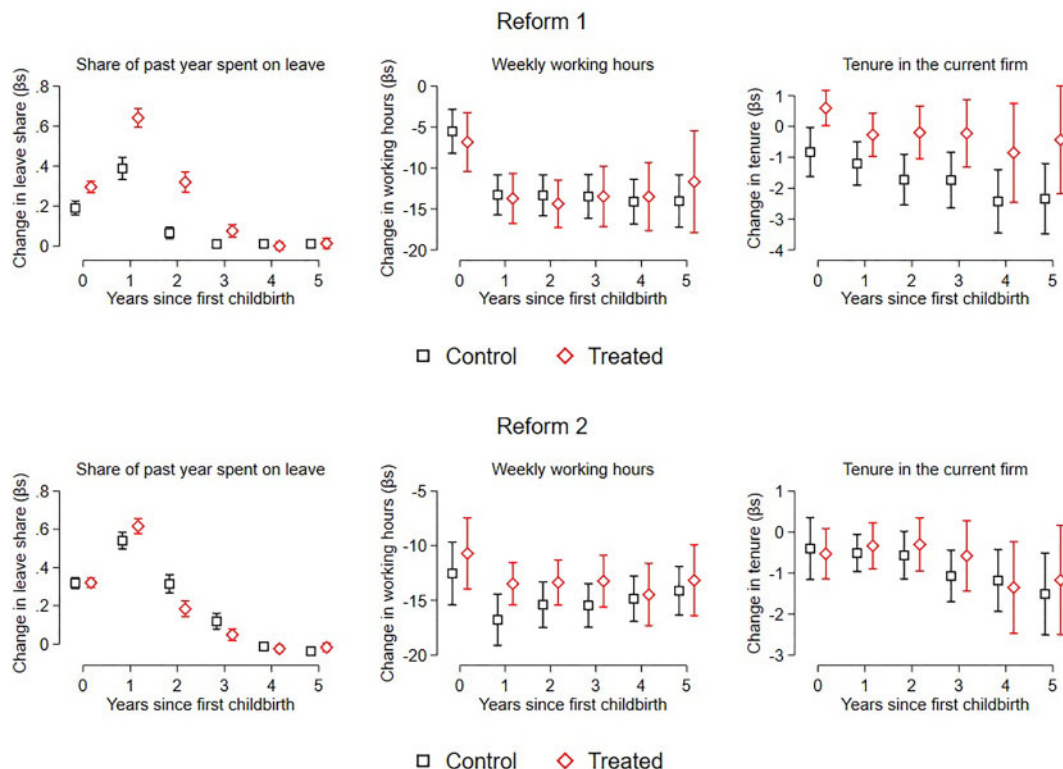 Reform 1
Share of past year spent on leave
Change in leave share (βs)
.8
.6
.4
.2
0
0 1 2 3 4 5
Years since first childbirth
Weekly working hours
Change in working hours (βs)
0
-5
-10
-15
-20
0 1 2 3 4 5
Years since first childbirth
Tenure in the current firm
Change in tenure (βs)
1
0
-1
-2
-3
-4
0 1 2 3 4 5
Years since first childbirth
Control Treated
Reform 2
Share of past year spent on leave
Change in leave share (βs)
.8
.6
.4
.2
0
0 1 2 3 4 5
Years since first childbirth
Weekly working hours
Change in working hours (βs)
-5
-10
-15
-20
0 1 2 3 4 5
Years since first childbirth
Tenure in the current firm
Change in tenure (βs)
1
0
-1
-2
-3
0 1 2 3 4 5
Years since first childbirth
Control Treated